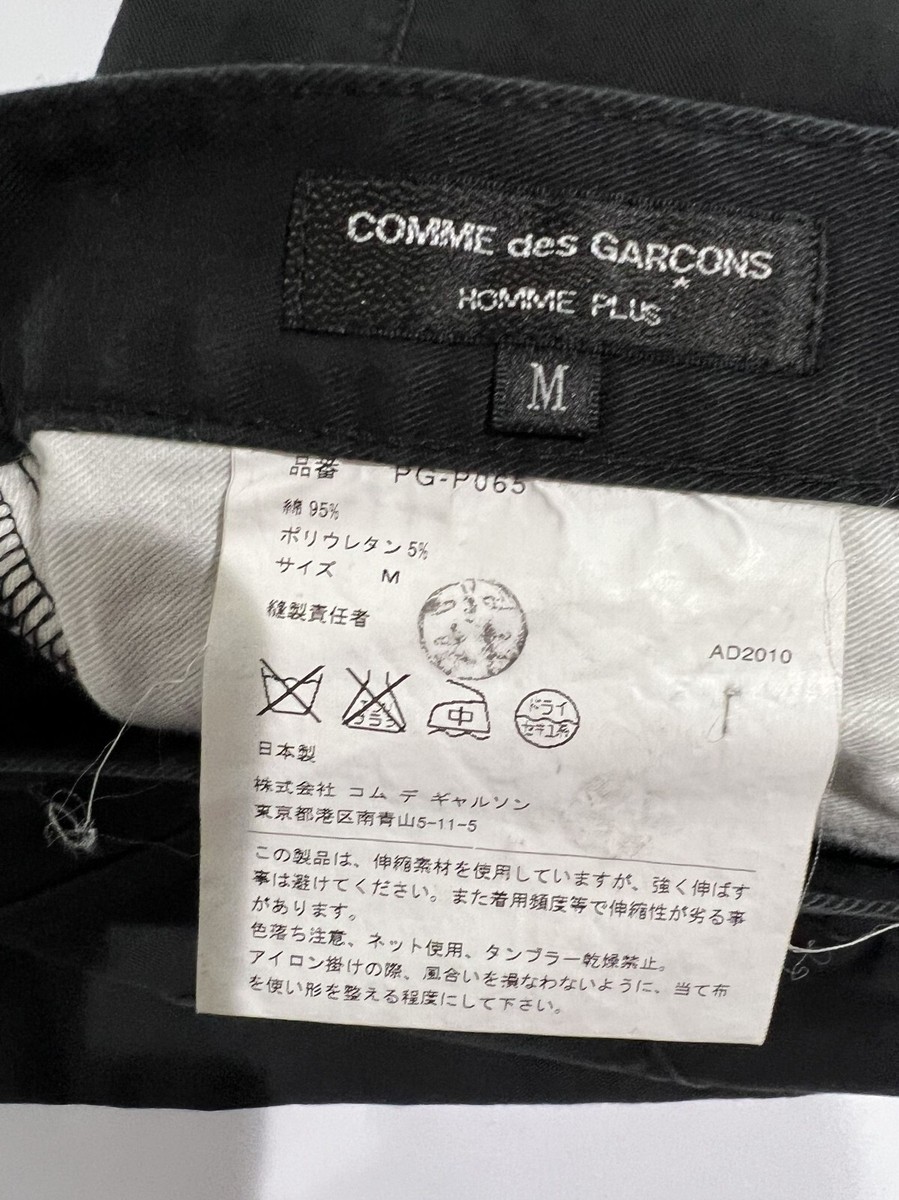 COMME des GARÇONS
HOMME PLUS
M
品番 PG-P065
綿 95%
ポリウレタン 5%
サイズ M
縫製責任者
AD2010
エンソ
サラシ
中
ドライ
セキユ系
日本製
株式会社 コム デ ギャルソン
東京都港区南青山5-11-5
この製品は、伸縮素材を使用していますが、強く伸ばす
事は避けてください。また着用頻度等で伸縮性が劣る事
があります。
色落ち注意、ネット使用、タンブラー乾燥禁止。
アイロン掛けの際、風合いを損なわないように、当て布
を使い形を整える程度にして下さい。